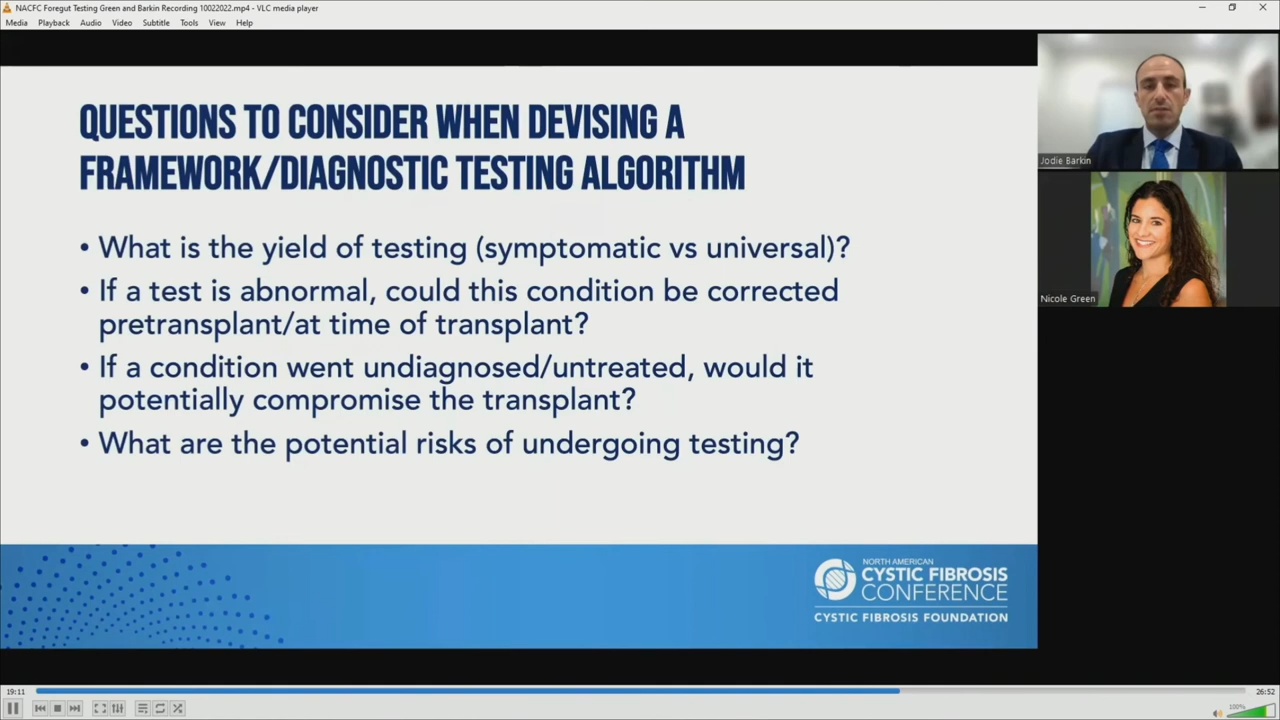 NACFC Foregut Testing Green and Barkin Recording 10022022.mp4 - VLC media player
Media Playback Audio Video Subtitle Tools View Help
QUESTIONS TO CONSIDER WHEN DEVISING A
FRAMEWORK/DIAGNOSTIC TESTING ALGORITHM
• What is the yield of testing (symptomatic vs universal)?
• If a test is abnormal, could this condition be corrected
pretransplant/at time of transplant?
• If a condition went undiagnosed/untreated, would it
potentially compromise the transplant?
• What are the potential risks of undergoing testing?
Jodie Barkin
Nicole Green
NORTH AMERICAN
CYSTIC FIBROSIS
CONFERENCE
CYSTIC FIBROSIS FOUNDATION
19:11
26:52
100%